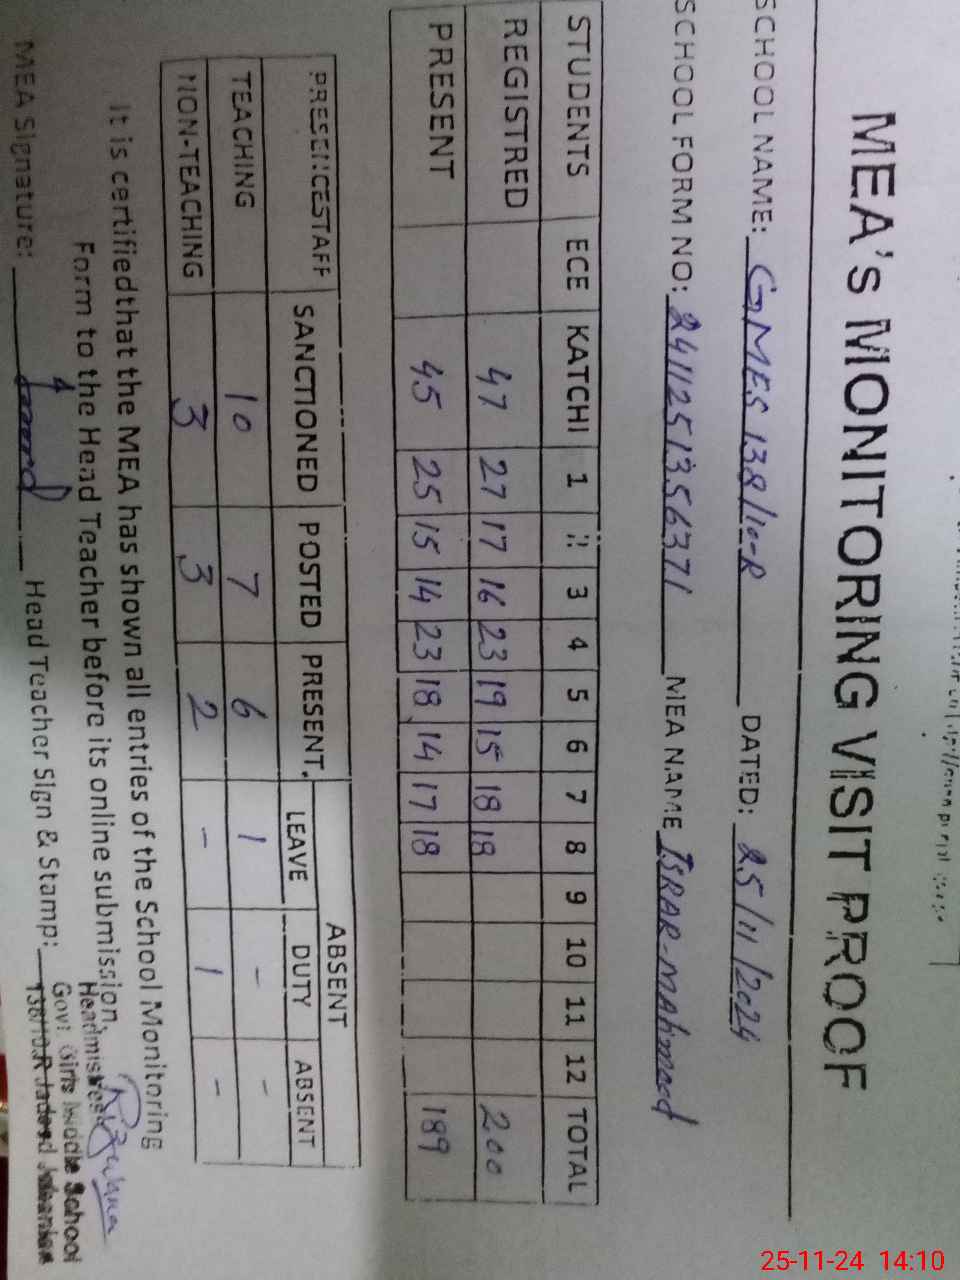 MEA'S MONITORING VISIT PROOF
SCHOOL NAME: GMES 138/10-R DATED: 25/11/2024
SCHOOL FORM NO: 2411251356371 MEA NAME ISRAR-MAHMOOD
STUDENTS ECE KATCHI 1 2 3 4 5 6 7 8 9 10 11 12 TOTAL
REGISTRED 47 27 17 16 23 19 15 18 18 200
PRESENT 45 25 15 14 23 18 14 17 18 189
ABSENT
PRESENCESTAFF SANCTIONED POSTED PRESENT. LEAVE DUTY ABSENT
TEACHING 10 7 6 1 - -
NON-TEACHING 3 3 2 - 1 -
It is certified that the MEA has shown all entries of the School Monitoring
Form to the Head Teacher before its online submission.
MEA Signature: Head Teacher Sign & Stamp:
Headmistress
Govt Girls Middle School
138/10.R
25-11-24 14:10